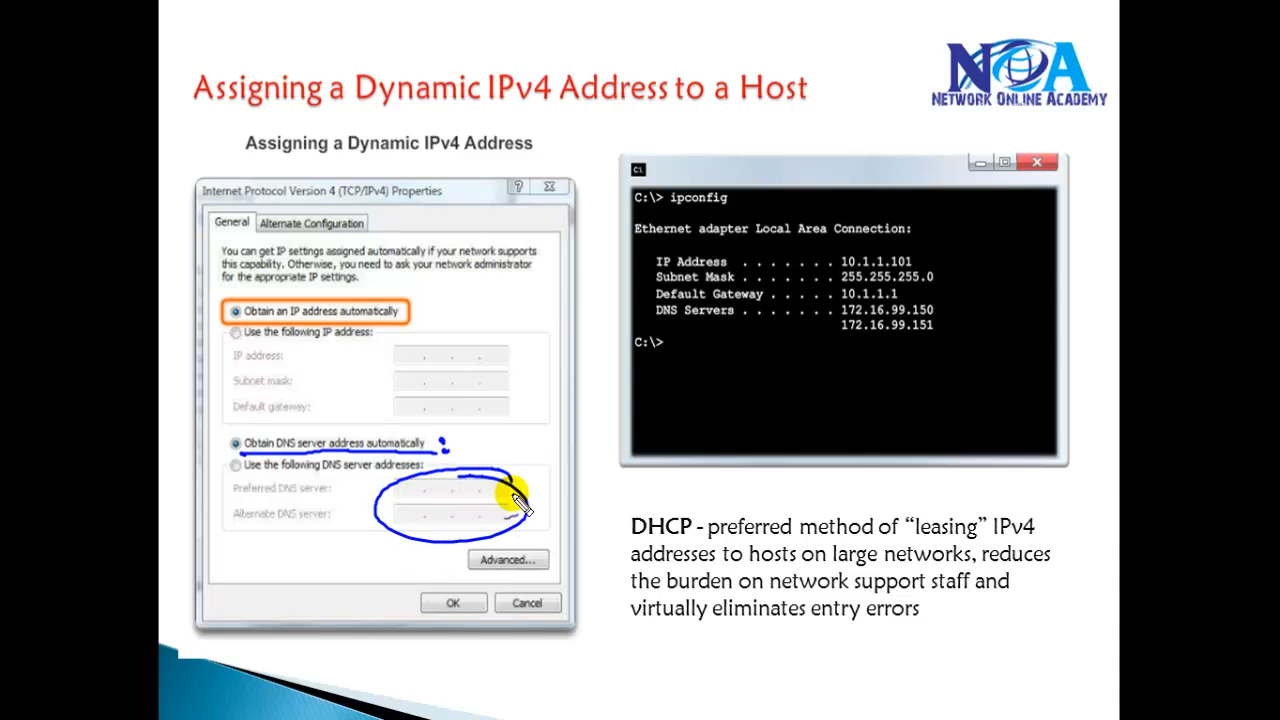 Assigning a Dynamic IPv4 Address to a Host
NOA
NETWORK ONLINE ACADEMY
Assigning a Dynamic IPv4 Address
Internet Protocol Version 4 (TCP/IPv4) Properties
?
General
Alternate Configuration
You can get IP settings assigned automatically if your network supports
this capability. Otherwise, you need to ask your network administrator
for the appropriate IP settings.
Obtain an IP address automatically
Use the following IP address:
IP address:
Subnet mask:
Default gateway:
Obtain DNS server address automatically
Use the following DNS server addresses:
Preferred DNS server:
Alternate DNS server:
Advanced...
OK
Cancel
C:\
C:\> ipconfig
Ethernet adapter Local Area Connection:
IP Address . . . . . . . 10.1.1.101
Subnet Mask . . . . . . . 255.255.255.0
Default Gateway . . . . . 10.1.1.1
DNS Servers . . . . . . . 172.16.99.150
172.16.99.151
C:\>
DHCP - preferred method of “leasing” IPv4
addresses to hosts on large networks, reduces
the burden on network support staff and
virtually eliminates entry errors